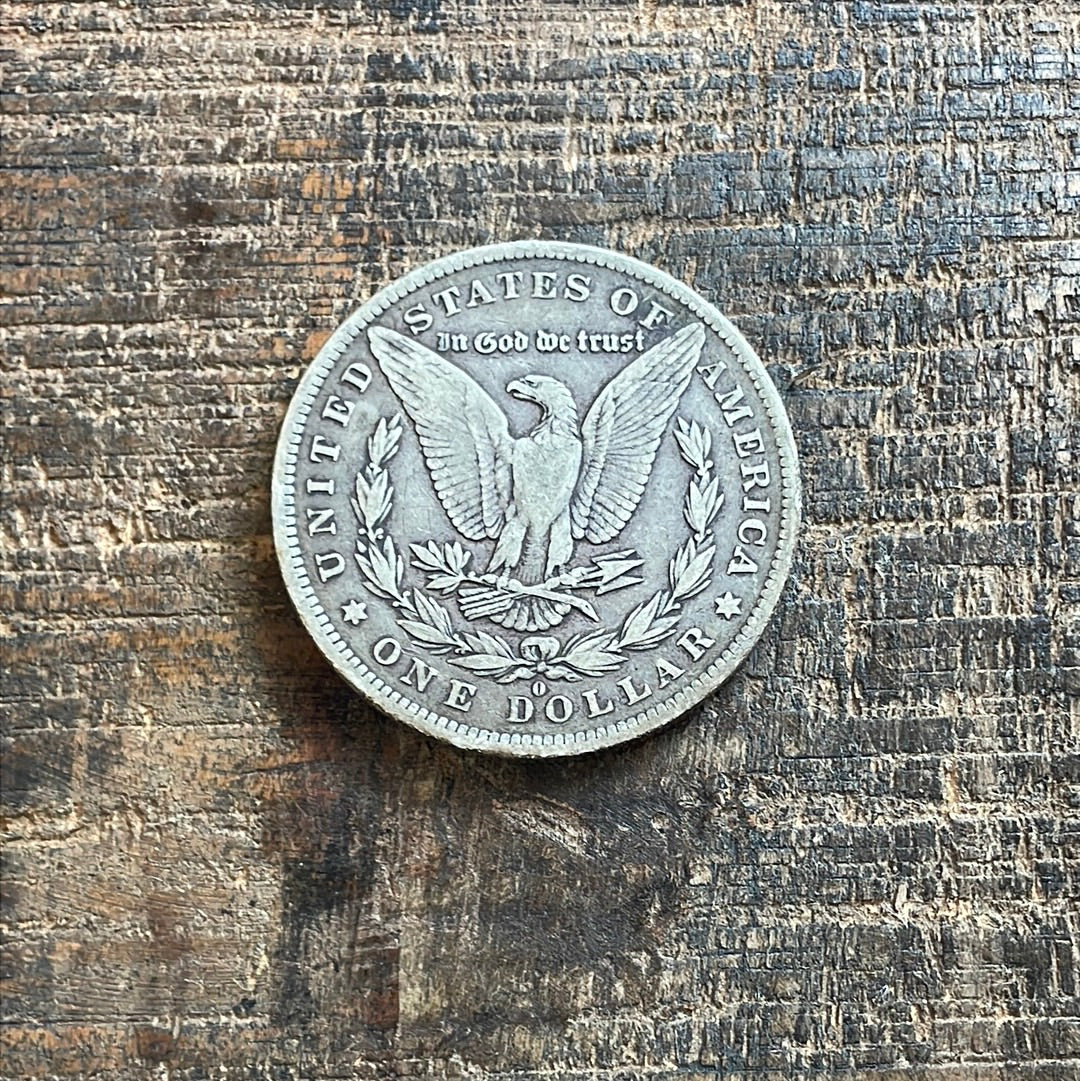 UNITED STATES OF AMERICA
In God we trust
O
ONE DOLLAR